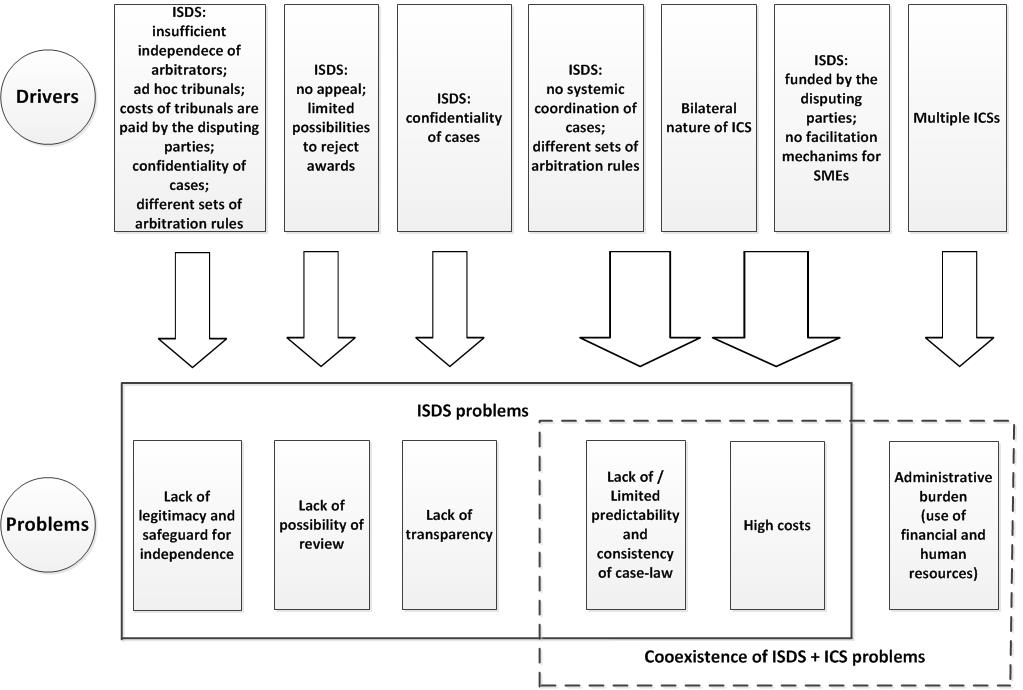 Drivers
ISDS:
insufficient
independece of
arbitrators;
ad hoc tribunals;
costs of tribunals are
paid by the disputing
parties;
confidentiality of
cases;
different sets of
arbitration rules
ISDS:
no appeal;
limited
possibilities
to reject
awards
ISDS:
confidentiality
of cases
ISDS:
no systemic
coordination of
cases;
different sets of
arbitration rules
Bilateral
nature of ICS
ISDS:
funded by the
disputing
parties;
no facilitation
mechanims for
SMEs
Multiple ICSs
Problems
ISDS problems
Lack of
legitimacy and
safeguard for
independence
Lack of
possibility of
review
Lack of
transparency
Lack of /
Limited
predictability
and
consistency
of case-law
High costs
Administrative
burden
(use of
financial and
human
resources)
Cooexistence of ISDS + ICS problems